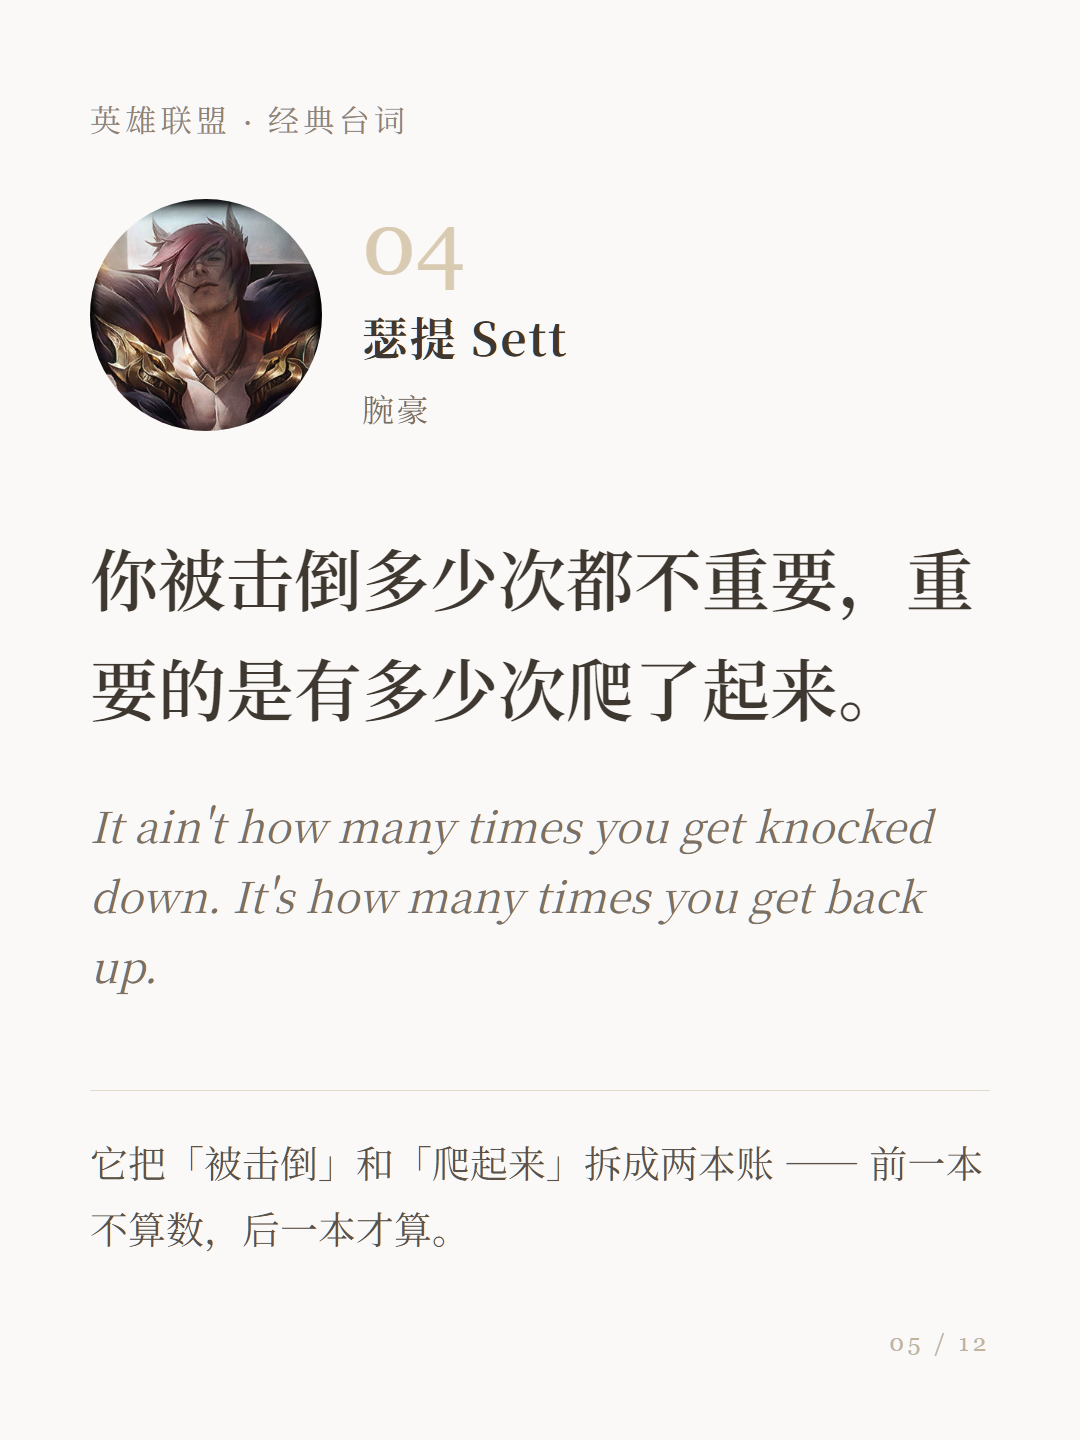 英雄联盟 · 经典台词
04
瑟提 Sett
腕豪
你被击倒多少次都不重要，重
要的是有多少次爬了起来。
It ain't how many times you get knocked
down. It's how many times you get back
up.
它把「被击倒」和「爬起来」拆成两本账 —— 前一本
不算数，后一本才算。
05 / 12